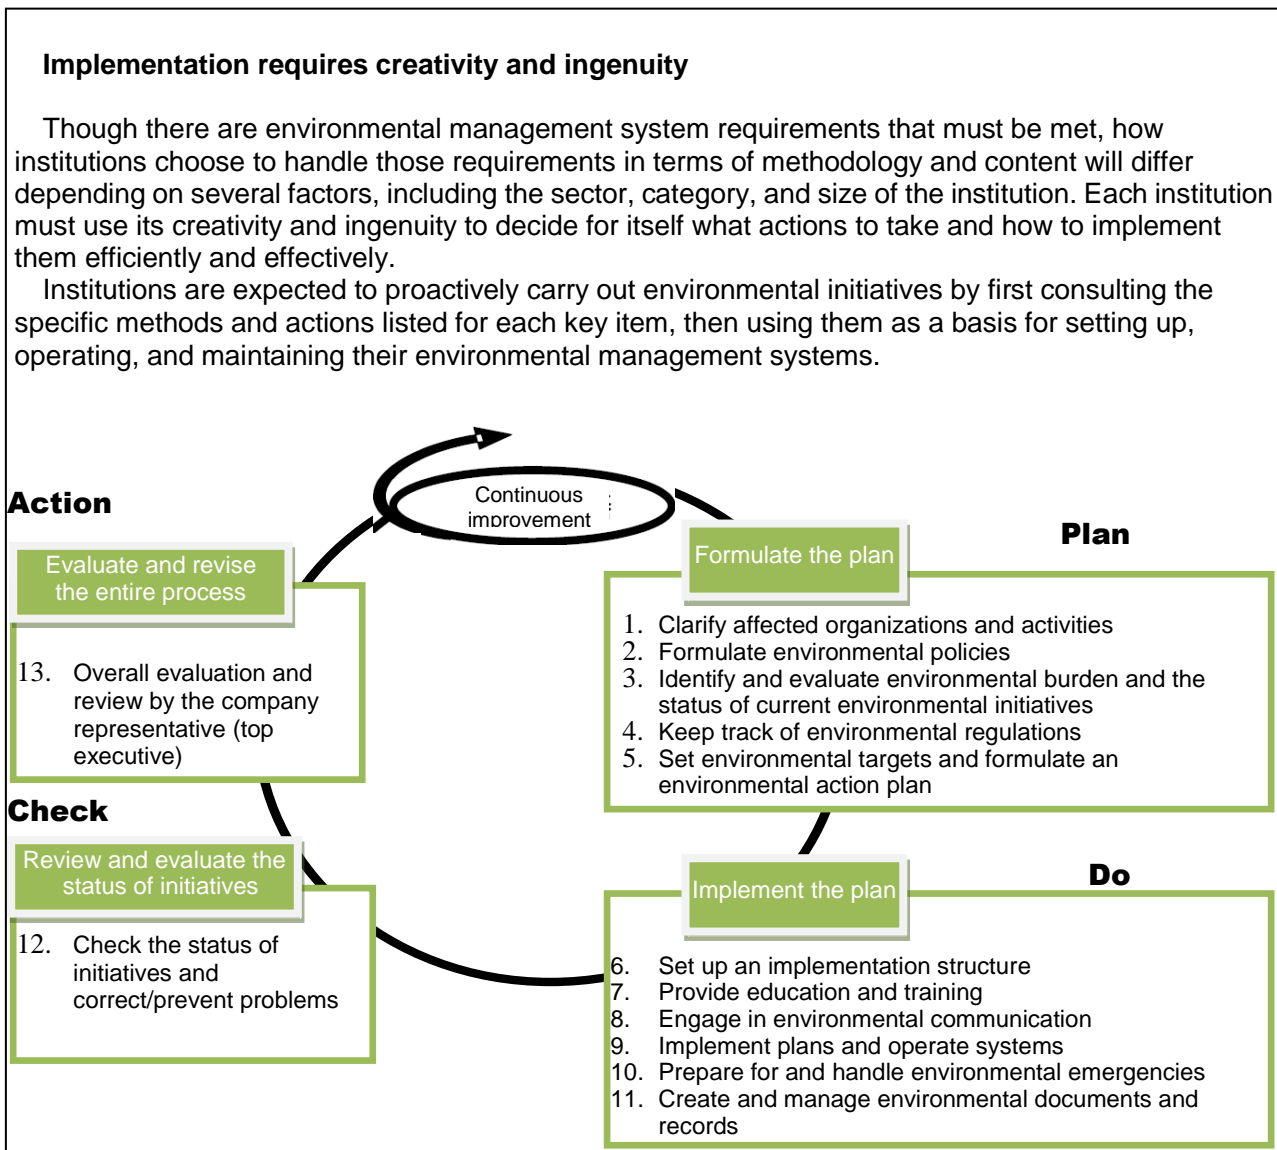 Implementation requires creativity and ingenuity
Though there are environmental management system requirements that must be met, how
institutions choose to handle those requirements in terms of methodology and content will differ
depending on several factors, including the sector, category, and size of the institution. Each institution
must use its creativity and ingenuity to decide for itself what actions to take and how to implement
them efficiently and effectively.
Institutions are expected to proactively carry out environmental initiatives by first consulting the
specific methods and actions listed for each key item, then using them as a basis for setting up,
operating, and maintaining their environmental management systems.
Continuous
improvement
Plan
Formulate the plan
1. Clarify affected organizations and activities
2. Formulate environmental policies
3. Identify and evaluate environmental burden and the
status of current environmental initiatives
4. Keep track of environmental regulations
5. Set environmental targets and formulate an
environmental action plan
Do
Implement the plan
6. Set up an implementation structure
7. Provide education and training
8. Engage in environmental communication
9. Implement plans and operate systems
10. Prepare for and handle environmental emergencies
11. Create and manage environmental documents and
records
Check
Review and evaluate the
status of initiatives
12. Check the status of
initiatives and
correct/prevent problems
Action
Evaluate and revise
the entire process
13. Overall evaluation and
review by the company
representative (top
executive)